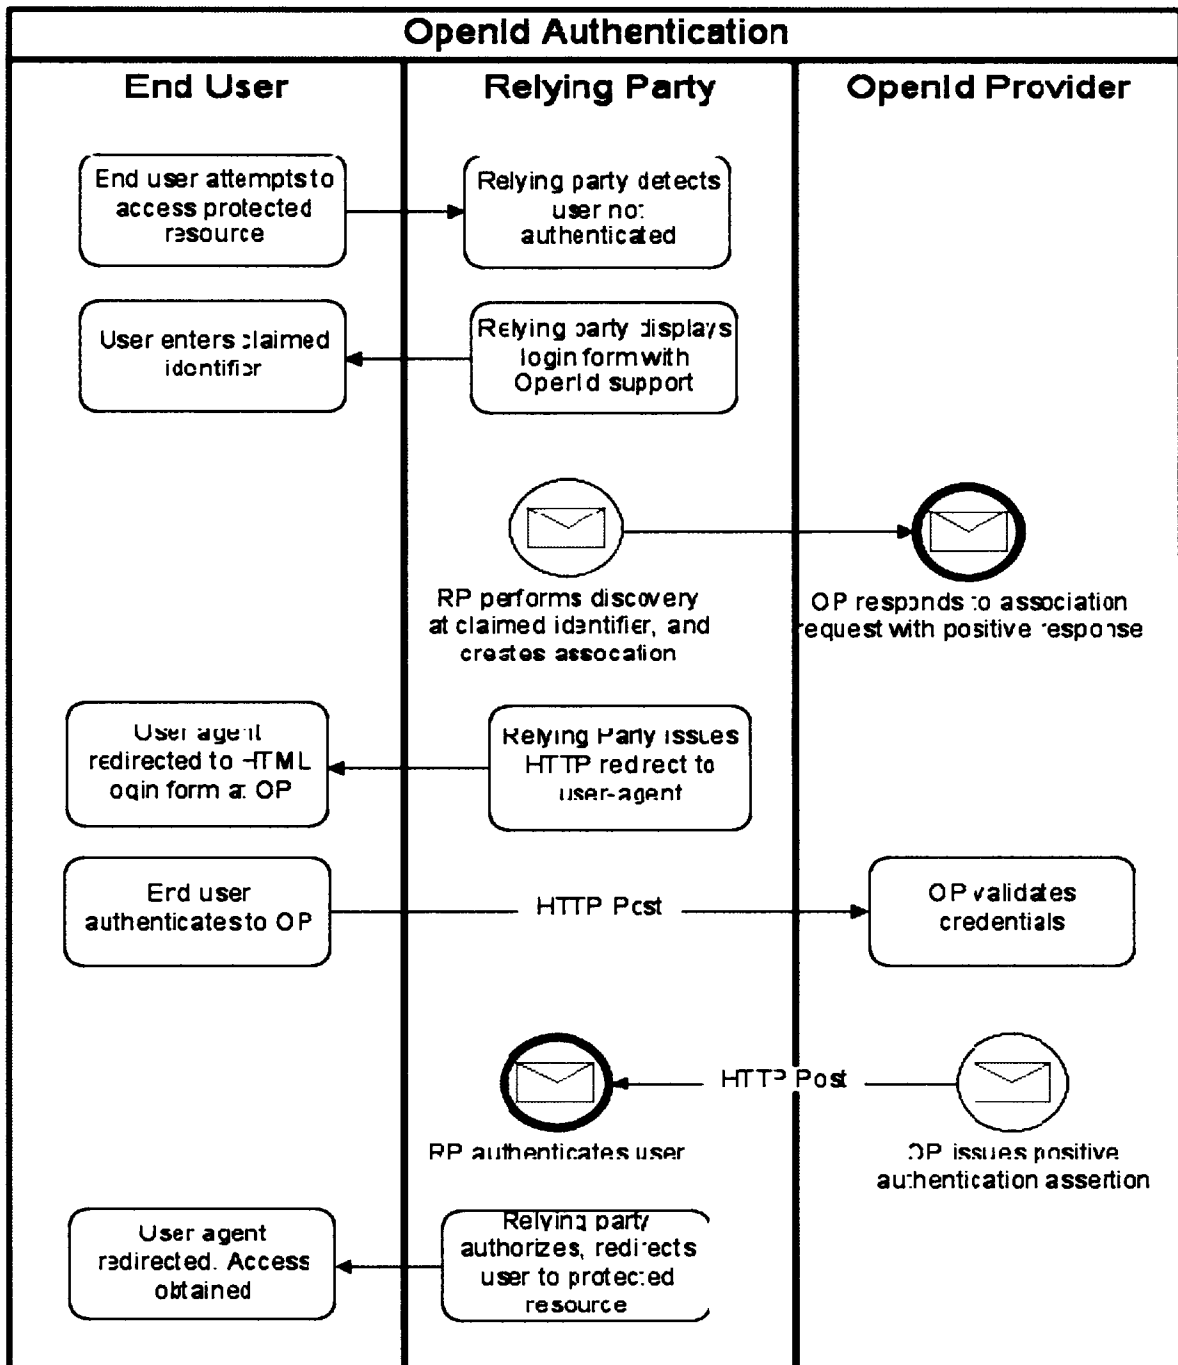 OpenId Authentication
End User
Relying Party
OpenId Provider
End user attempts to
access protected
resource
Relying party detects
user not
authenticated
User enters claimed
identifier
Relying party displays
login form with
OpenId support
RP performs discovery
at claimed identifier, and
creates assocation
OP responds to association
request with positive response
User agent
redirected to HTML
login form at OP
Relying Party issues
HTTP redirect to
user-agent
End user
authenticates to OP
HTTP Post
OP validates
credentials
HTTP Post
RP authenticates user
OP issues positive
authentication assertion
User agent
redirected. Access
obtained
Relying party
authorizes, redirects
user to protected
resource